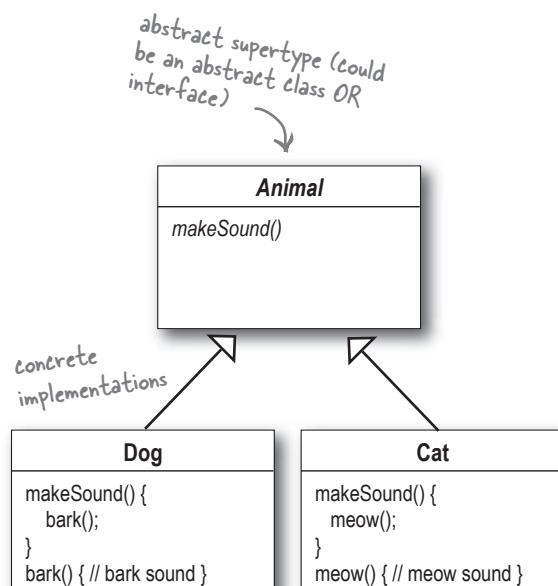 abstract supertype (could
be an abstract class OR
interface)
Animal
makeSound()
concrete
implementations
Dog
makeSound() {
bark();
}
bark() { // bark sound }
Cat
makeSound() {
meow();
}
meow() { // meow sound }